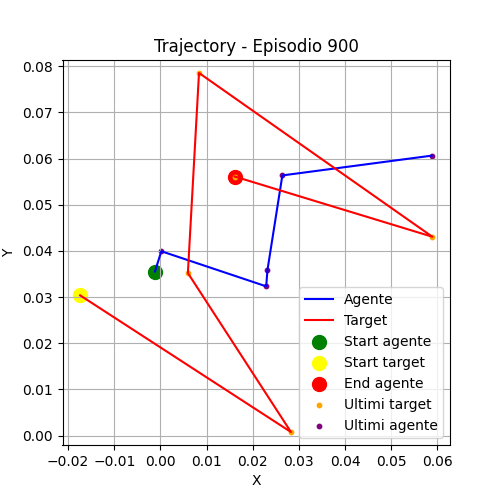 Trajectory - Episodio 900
0.08
0.07
0.06
0.05
0.04
0.03
0.02
0.01
0.00
Y
Agente
Target
Start agente
Start target
End agente
Ultimi target
Ultimi agente
−0.02 −0.01 0.00 0.01 0.02 0.03 0.04 0.05 0.06
X